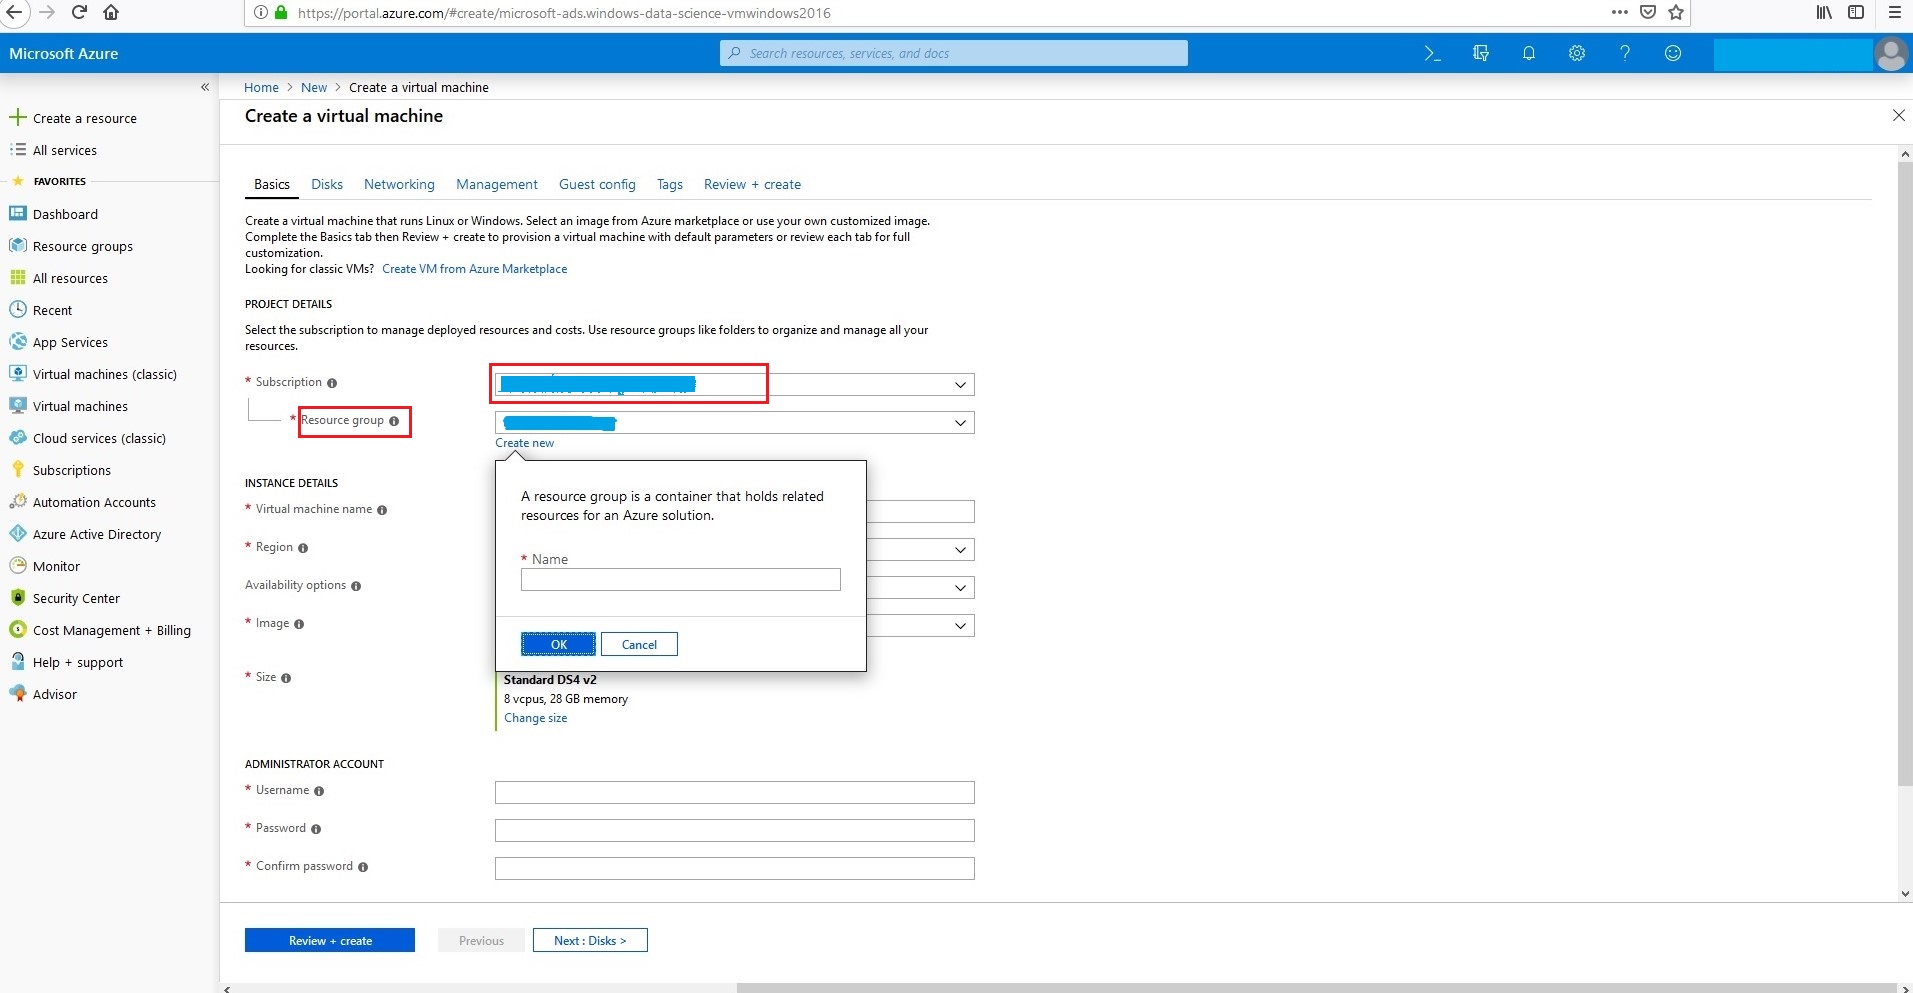 https://portal.azure.com/#create/microsoft-ads.windows-data-science-vmwindows2016
Microsoft Azure
Search resources, services, and docs
Home > New > Create a virtual machine
Create a virtual machine
Create a resource
All services
FAVORITES
Dashboard
Resource groups
All resources
Recent
App Services
Virtual machines (classic)
Virtual machines
Cloud services (classic)
Subscriptions
Automation Accounts
Azure Active Directory
Monitor
Security Center
Cost Management + Billing
Help + support
Advisor
Basics Disks Networking Management Guest config Tags Review + create
Create a virtual machine that runs Linux or Windows. Select an image from Azure marketplace or use your own customized image.
Complete the Basics tab then Review + create to provision a virtual machine with default parameters or review each tab for full
customization.
Looking for classic VMs? Create VM from Azure Marketplace
PROJECT DETAILS
Select the subscription to manage deployed resources and costs. Use resource groups like folders to organize and manage all your
resources.
* Subscription
* Resource group
Create new
A resource group is a container that holds related
resources for an Azure solution.
* Name
OK Cancel
INSTANCE DETAILS
* Virtual machine name
* Region
Availability options
* Image
* Size
Standard DS4 v2
8 vcpus, 28 GB memory
Change size
ADMINISTRATOR ACCOUNT
* Username
* Password
* Confirm password
Review + create Previous Next : Disks >